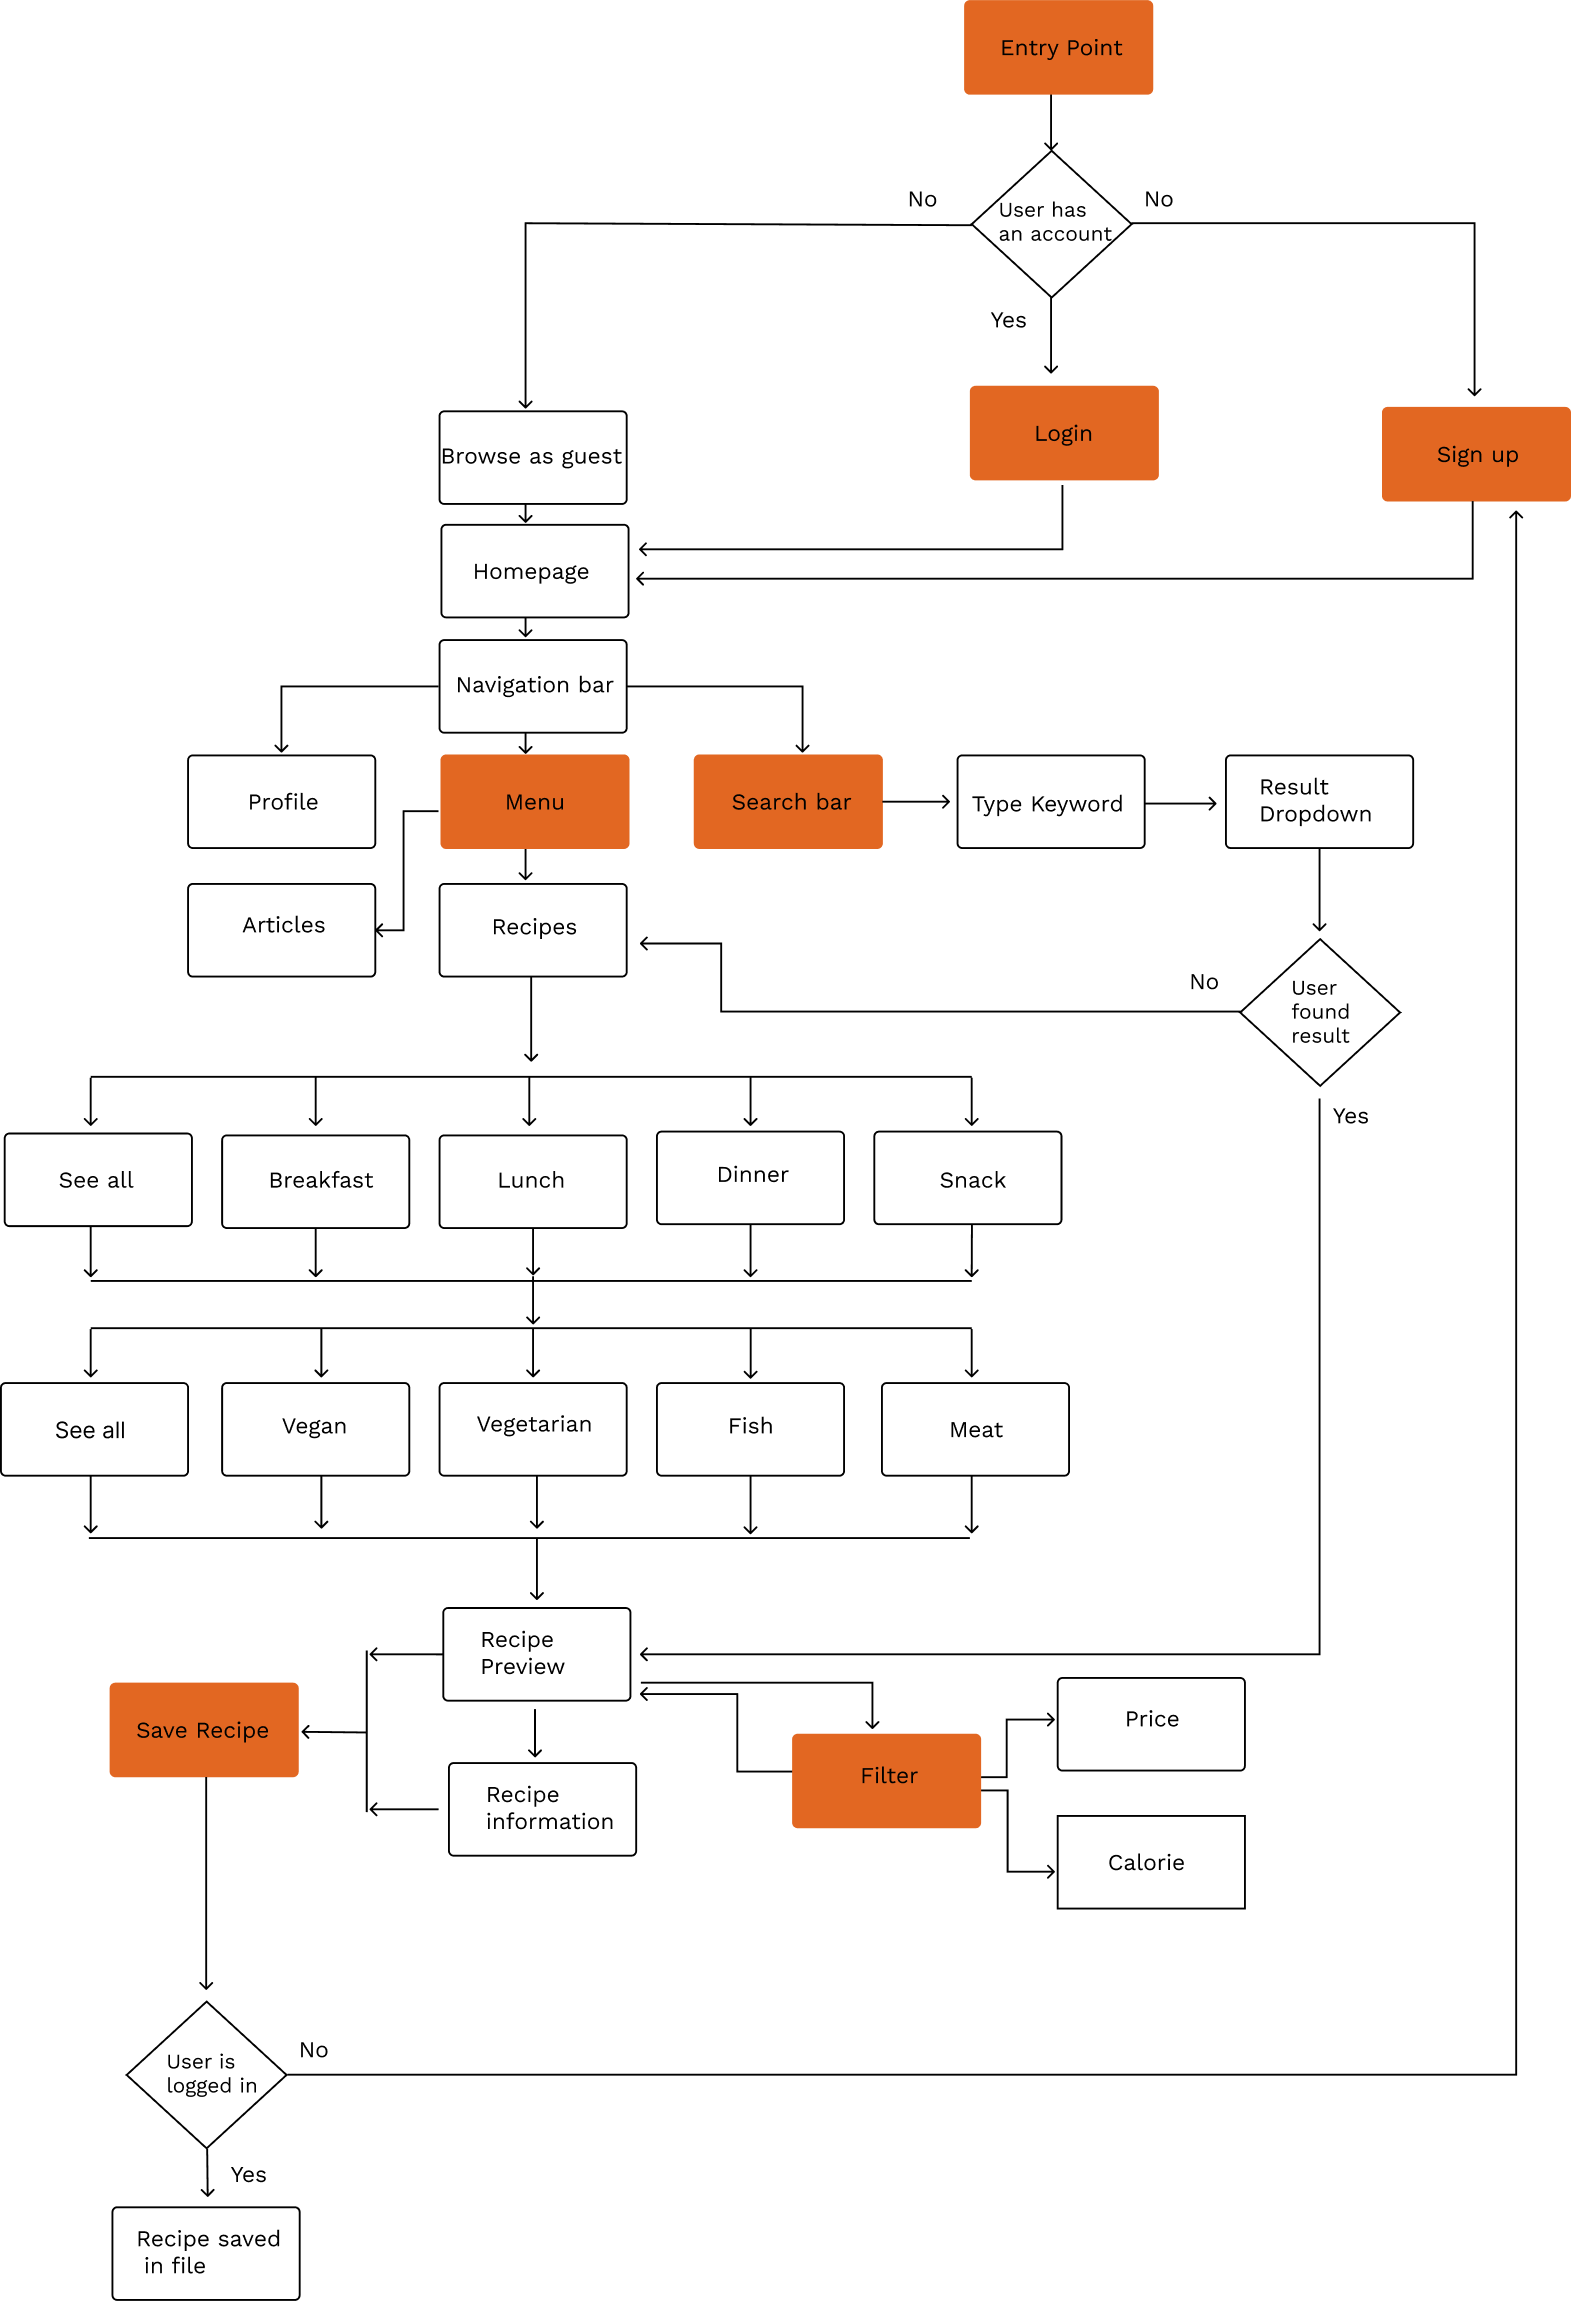 Entry Point
No
No
User has
an account
Yes
Login
Browse as guest
Sign up
Homepage
Navigation bar
Profile
Menu
Search bar
Type Keyword
Result
Dropdown
Articles
Recipes
No
User
found
result
Yes
See all
Breakfast
Lunch
Dinner
Snack
See all
Vegan
Vegetarian
Fish
Meat
Recipe
Preview
Save Recipe
Price
Filter
Recipe
information
Calorie
No
User is
logged in
Yes
Recipe saved
in file